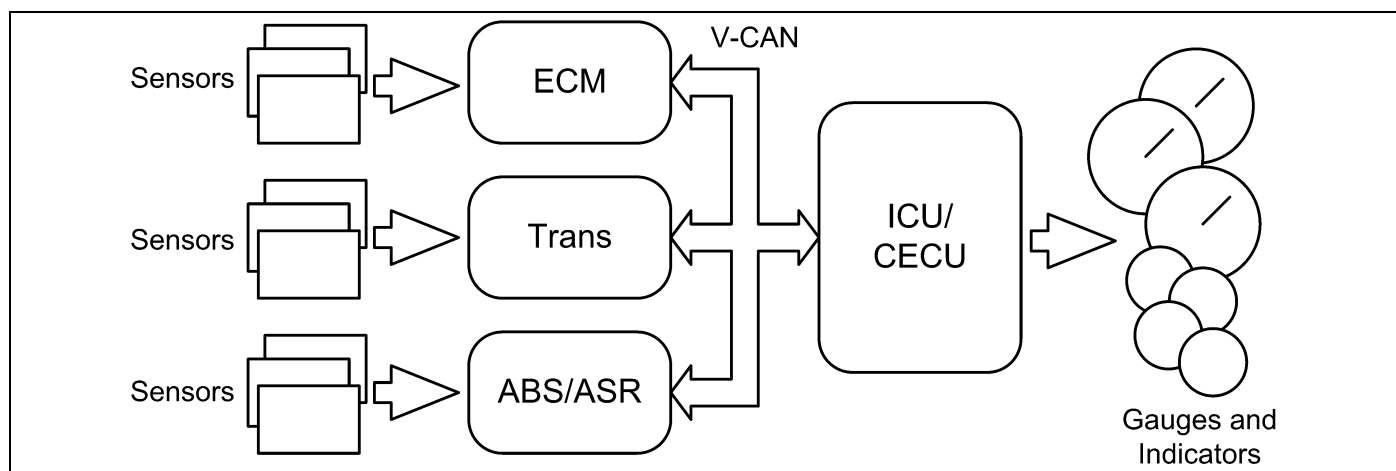 V-CAN
Sensors
ECM
Sensors
Trans
ICU/
CECU
Sensors
ABS/ASR
Gauges and
Indicators